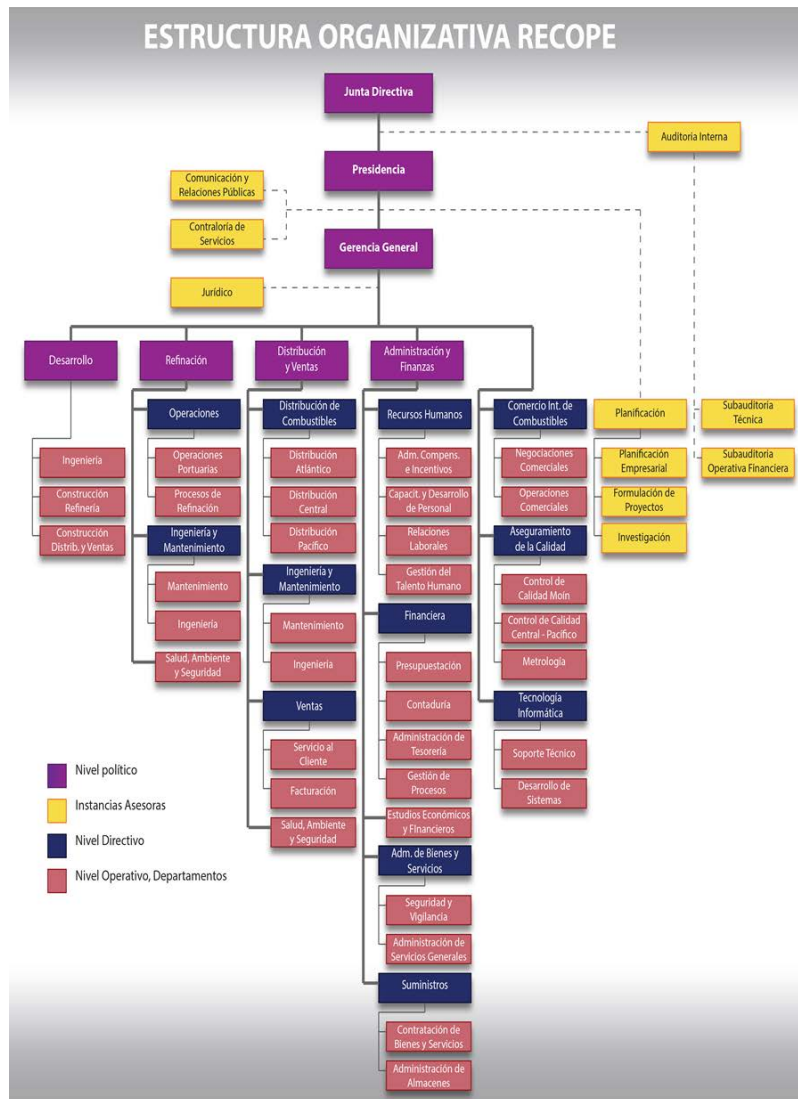 ESTRUCTURA ORGANIZATIVA RECOPE
Junta Directiva
Auditoria Interna
Presidencia
Comunicación y
Relaciones Públicas
Contraloría de
Servicios
Gerencia General
Jurídico
Desarrollo
Refinación
Distribución
y Ventas
Administración y
Finanzas
Ingeniería
Construcción
Refinería
Construcción
Distrib. y Ventas
Operaciones
Operaciones
Portuarias
Procesos de
Refinación
Ingeniería y
Mantenimiento
Mantenimiento
Ingeniería
Salud, Ambiente
y Seguridad
Distribución de
Combustibles
Distribución
Atlántico
Distribución
Central
Distribución
Pacífico
Ingeniería y
Mantenimiento
Mantenimiento
Ingeniería
Ventas
Servicio al
Cliente
Facturación
Salud, Ambiente
y Seguridad
Recursos Humanos
Adm. Compens.
e Incentivos
Capacit. y Desarrollo
de Personal
Relaciones
Laborales
Gestión del
Talento Humano
Financiera
Presupuestación
Contaduría
Administración de
Tesorería
Gestión de
Procesos
Estudios Económicos
y Financieros
Adm. de Bienes y
Servicios
Seguridad y
Vigilancia
Administración de
Servicios Generales
Suministros
Contratación de
Bienes y Servicios
Administración de
Almacenes
Comercio Int. de
Combustibles
Negociaciones
Comerciales
Operaciones
Comerciales
Aseguramiento
de la Calidad
Control de
Calidad Moín
Control de Calidad
Central - Pacífico
Metrología
Tecnología
Informática
Soporte Técnico
Desarrollo de
Sistemas
Planificación
Planificación
Empresarial
Formulación de
Proyectos
Investigación
Subauditoria
Técnica
Subauditoria
Operativa Financiera
Nivel político
Instancias Asesoras
Nivel Directivo
Nivel Operativo, Departamentos